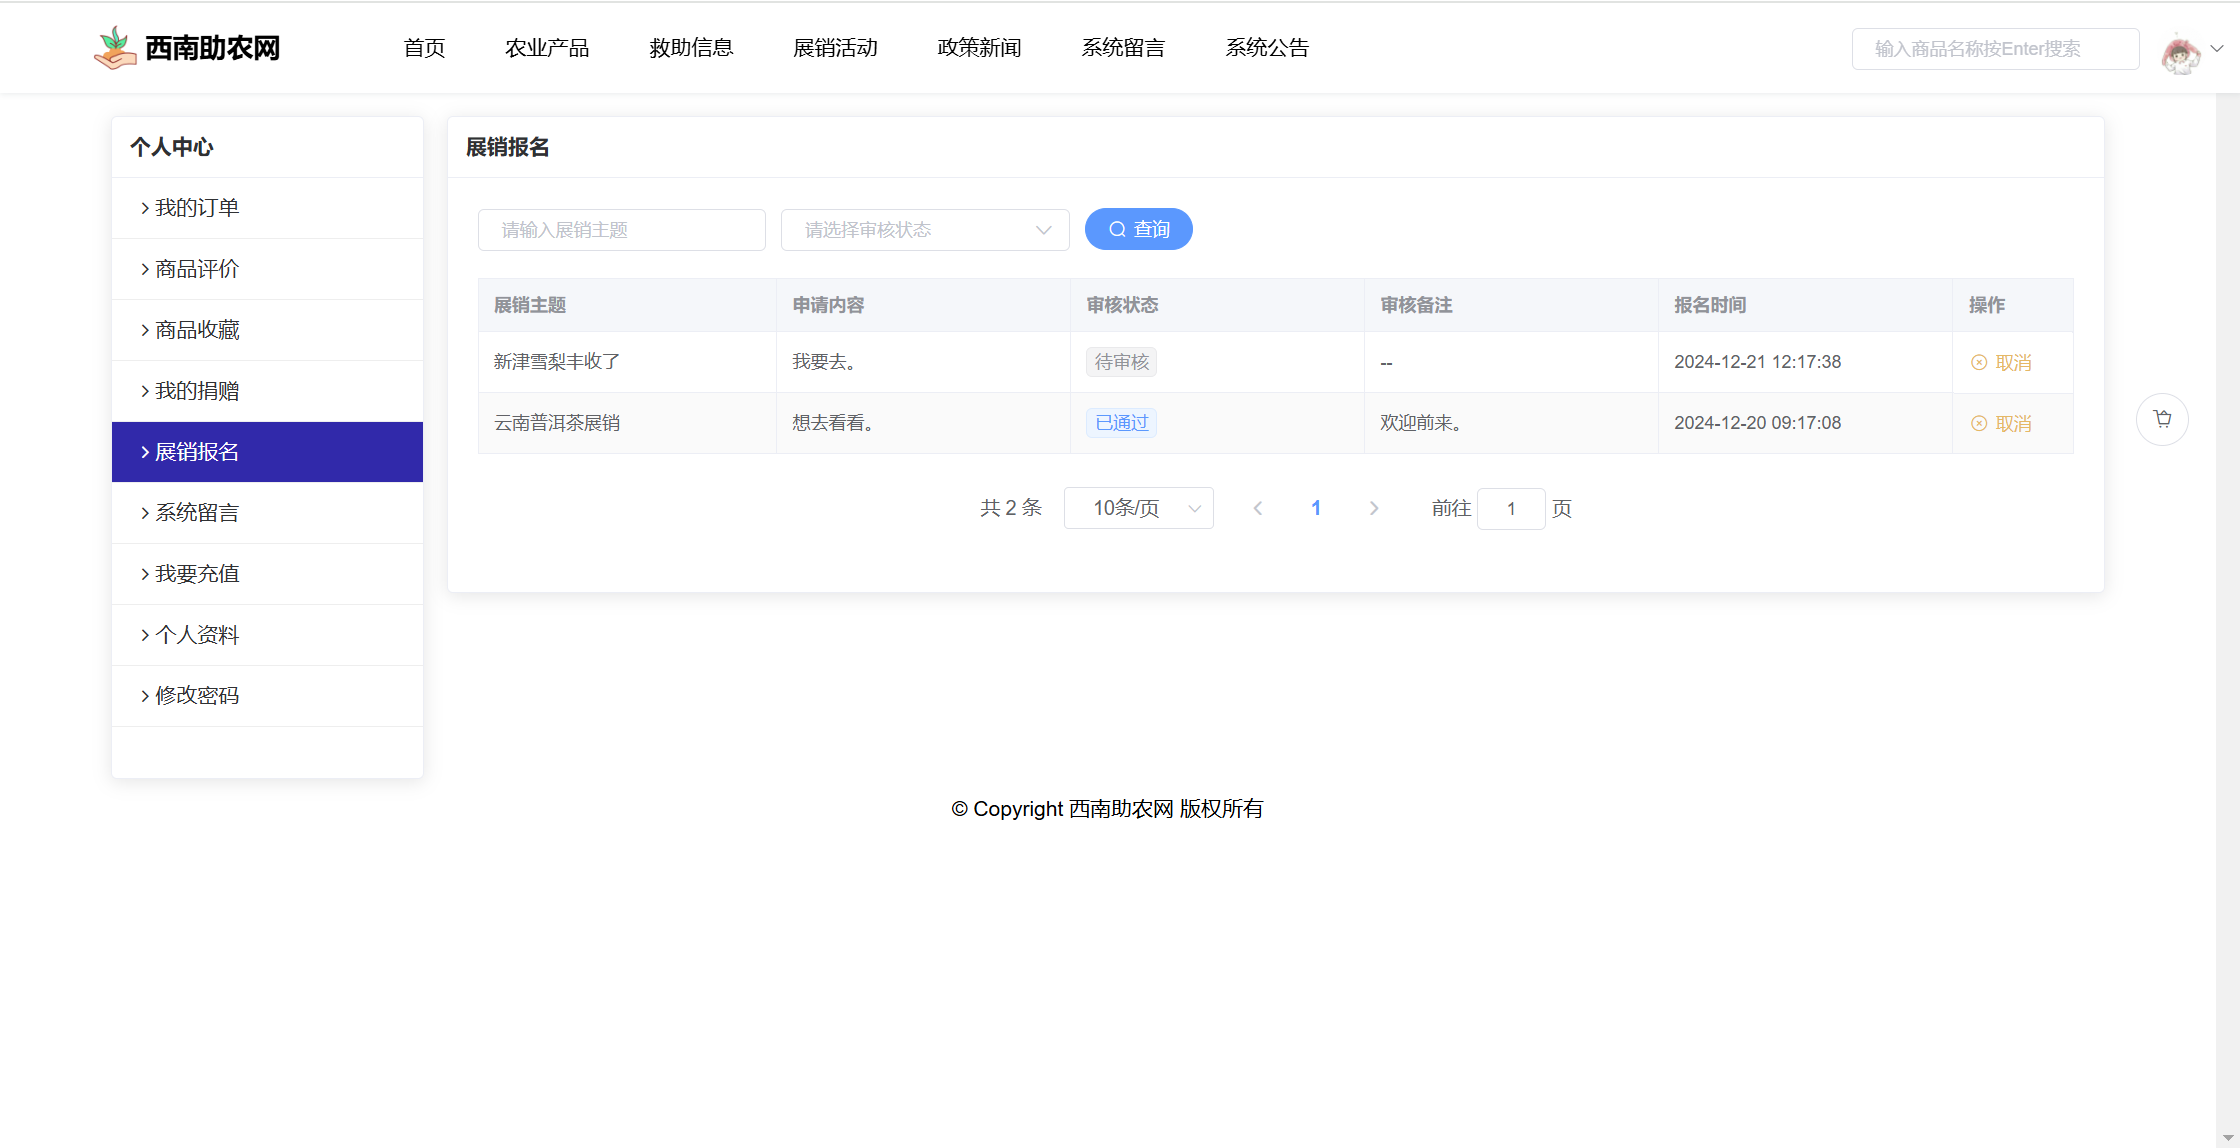 西南助农网 首页 农业产品 救助信息 展销活动 政策新闻 系统留言 系统公告 输入商品名称按Enter搜索
个人中心
我的订单
商品评价
商品收藏
我的捐赠
展销报名
系统留言
我要充值
个人资料
修改密码
展销报名
请输入展销主题 请选择审核状态 查询
展销主题 申请内容 审核状态 审核备注 报名时间 操作
新津雪梨丰收了 我要去。 待审核 -- 2024-12-21 12:17:38 取消
云南普洱茶展销 想去看看。 已通过 欢迎前来。 2024-12-20 09:17:08 取消
共 2 条 10条/页 1 前往 1 页
© Copyright 西南助农网 版权所有